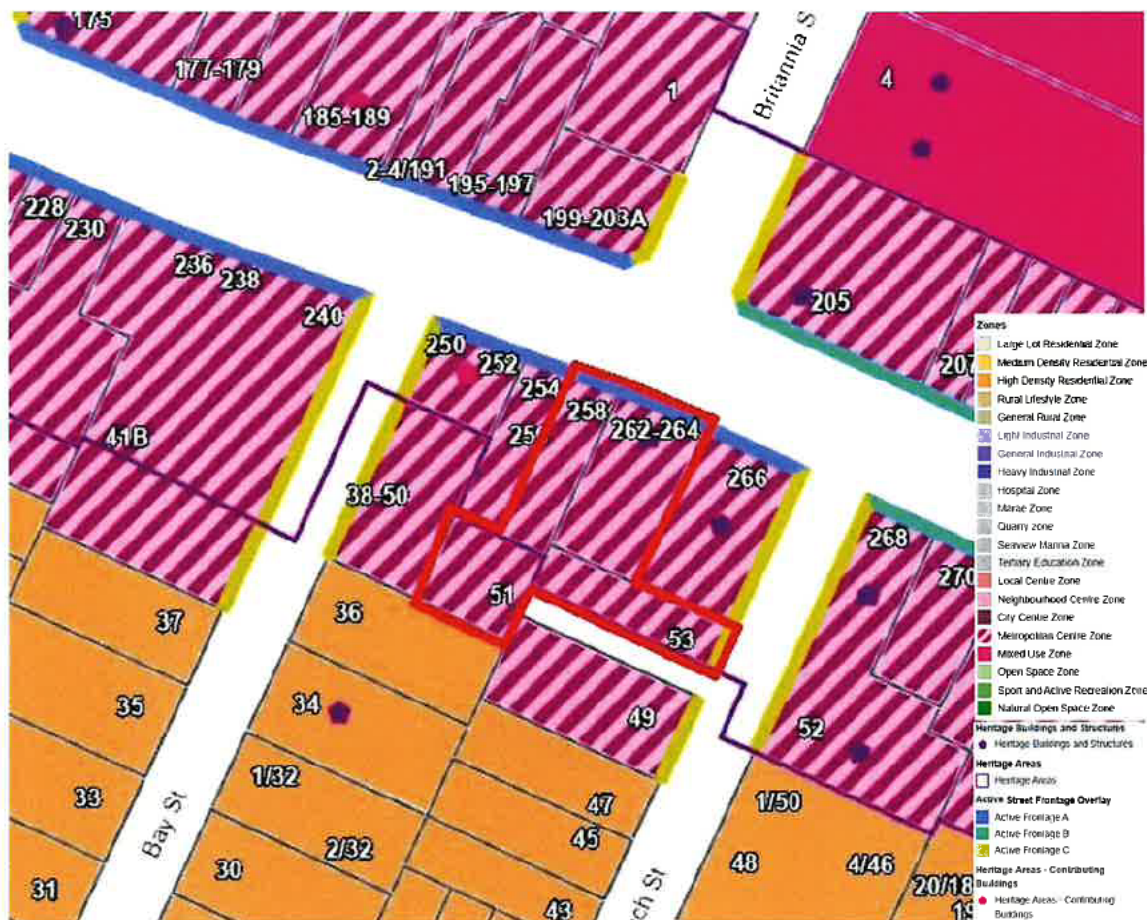 175
177-179
185-189
2-4/191
195-197
199-203A
1
Britannia S
4
205
207
228
230
236
238
240
41B
250
252
254
258
262-264
266
268
270
38-50
51
53
49
52
37
35
33
31
36
34
1/32
2/32
30
47
45
43
1/50
48
4/46
20/18
Bay St
ch St
Zones
Large Lot Residential Zone
Medium Density Residential Zone
High Density Residential Zone
Rural Lifestyle Zone
General Rural Zone
Light Industrial Zone
General Industrial Zone
Heavy Industrial Zone
Hospital Zone
Marae Zone
Quarry zone
Seaview Marina Zone
Tertiary Education Zone
Local Centre Zone
Neighbourhood Centre Zone
City Centre Zone
Metropolitan Centre Zone
Mixed Use Zone
Open Space Zone
Sport and Active Recreation Zone
Natural Open Space Zone
Heritage Buildings and Structures
Heritage Buildings and Structures
Heritage Areas
Heritage Areas
Active Street Frontage Overlay
Active Frontage A
Active Frontage B
Active Frontage C
Heritage Areas - Contributing
Buildings
Heritage Areas - Contributing
Buildings